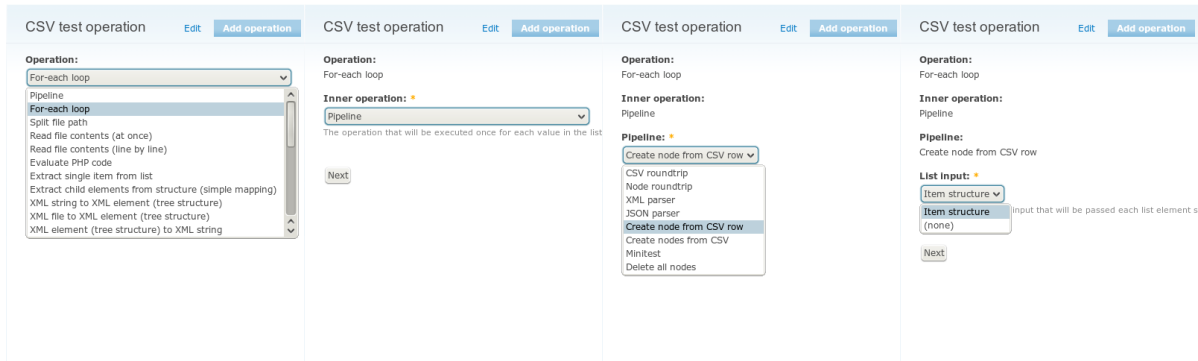 CSV test operation Edit Add operation
Operation:
For-each loop
Pipeline
For-each loop
Split file path
Read file contents (at once)
Read file contents (line by line)
Evaluate PHP code
Extract single item from list
Extract child elements from structure (simple mapping)
XML string to XML element (tree structure)
XML file to XML element (tree structure)
XML element (tree structure) to XML string
CSV test operation Edit Add operation
Operation:
For-each loop
Inner operation: *
Pipeline
The operation that will be executed once for each value in the list
Next
CSV test operation Edit Add operation
Operation:
For-each loop
Inner operation:
Pipeline
Pipeline: *
Create node from CSV row
CSV roundtrip
Node roundtrip
XML parser
JSON parser
Create node from CSV row
Create nodes from CSV
Minitest
Delete all nodes
CSV test operation Edit Add operation
Operation:
For-each loop
Inner operation:
Pipeline
Pipeline:
Create node from CSV row
List input: *
Item structure
Item structure input that will be passed each list element s
(none)
Next